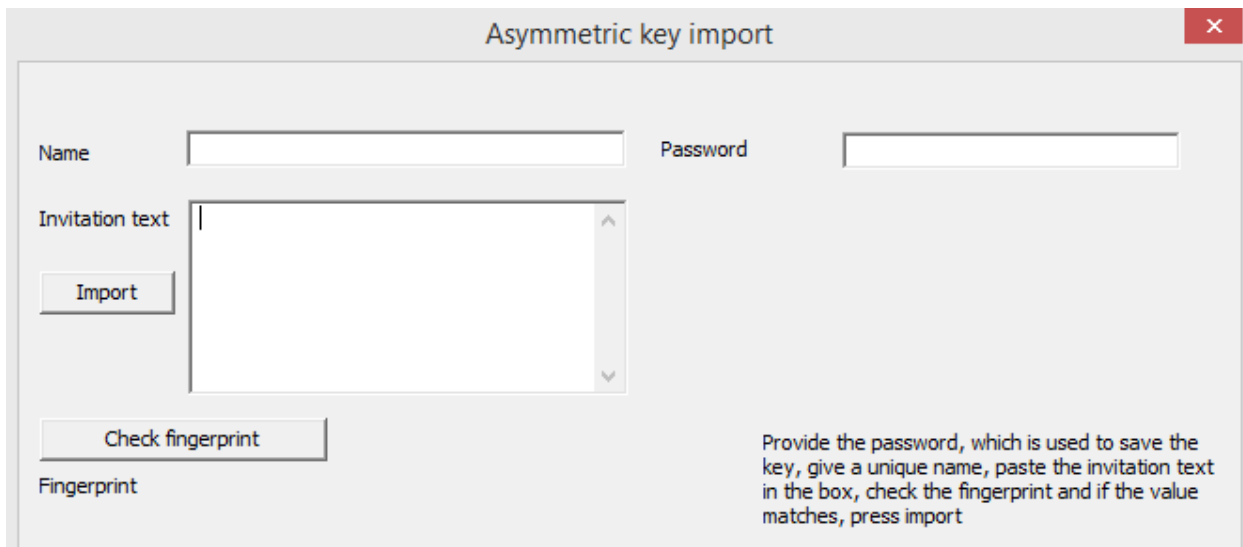 Asymmetric key import
Name
Password
Invitation text
Import
Check fingerprint
Fingerprint
Provide the password, which is used to save the
key, give a unique name, paste the invitation text
in the box, check the fingerprint and if the value
matches, press import